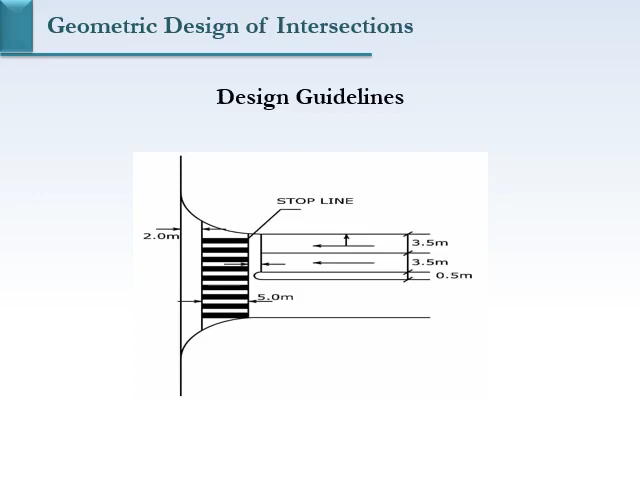 Geometric Design of Intersections
Design Guidelines
STOP LINE
2.0m
3.5m
3.5m
0.5m
5.0m